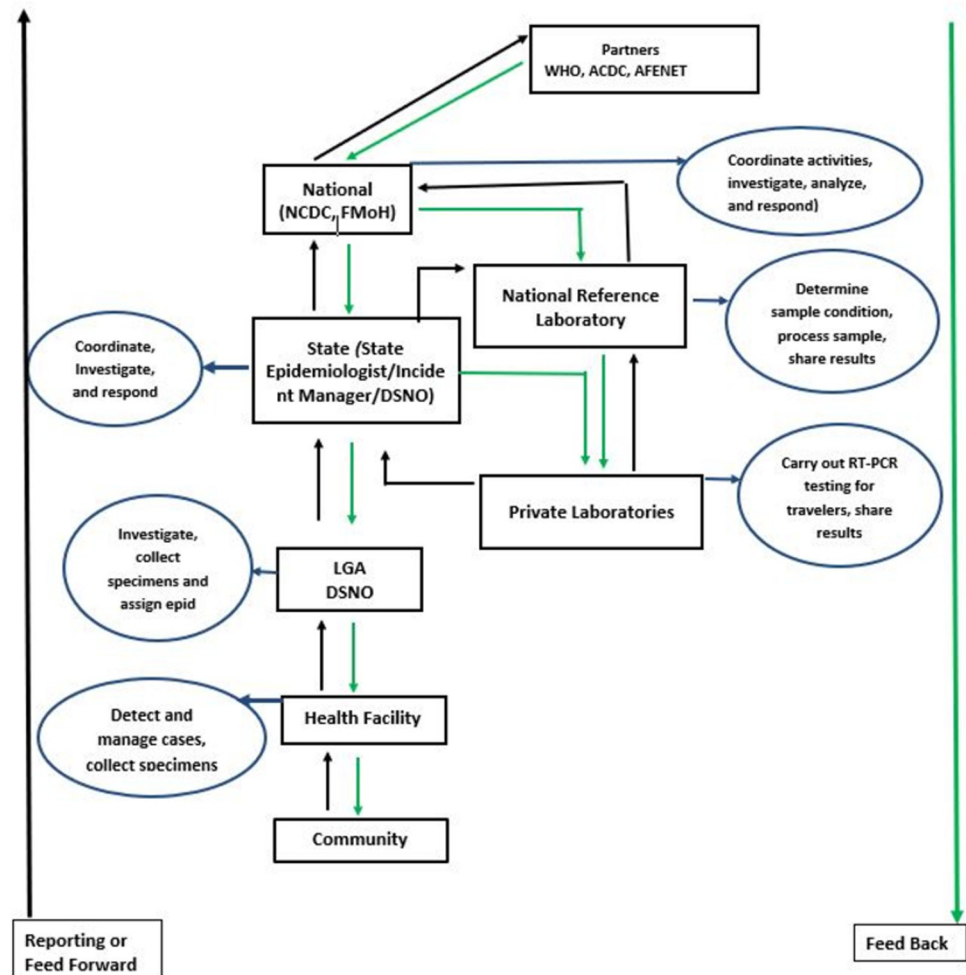 Partners
WHO, ACDC, AFENET
National
(NCDC, FMoH)
Coordinate activities,
investigate, analyze,
and respond)
National Reference
Laboratory
Determine
sample condition,
process sample,
share results
State (State
Epidemiologist/Incide
nt Manager/DSNO)
Coordinate,
Investigate,
and respond
Private Laboratories
Carry out RT-PCR
testing for
travelers, share
results
LGA
DSNO
Investigate,
collect
specimens and
assign epid
Health Facility
Detect and
manage cases,
collect specimens
Community
Reporting or
Feed Forward
Feed Back